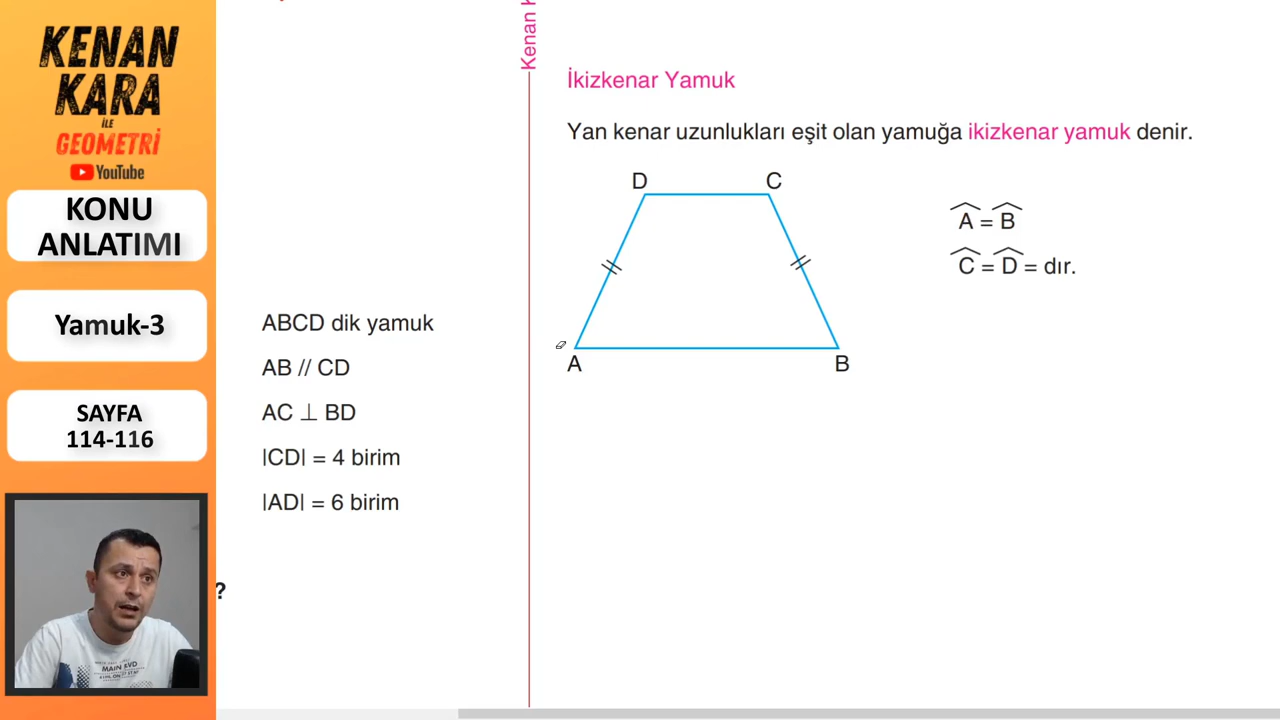 KENAN
KARA
İLE
GEOMETRİ
YouTube
KONU
ANLATIMI
Yamuk-3
SAYFA
114-116
MAIN EVD
ABCD dik yamuk
AB // CD
AC ⊥ BD
|CD| = 4 birim
|AD| = 6 birim
?
Kenan K
İkizkenar Yamuk
Yan kenar uzunlukları eşit olan yamuğa ikizkenar yamuk denir.
D C
A B
A = B
C = D = dır.